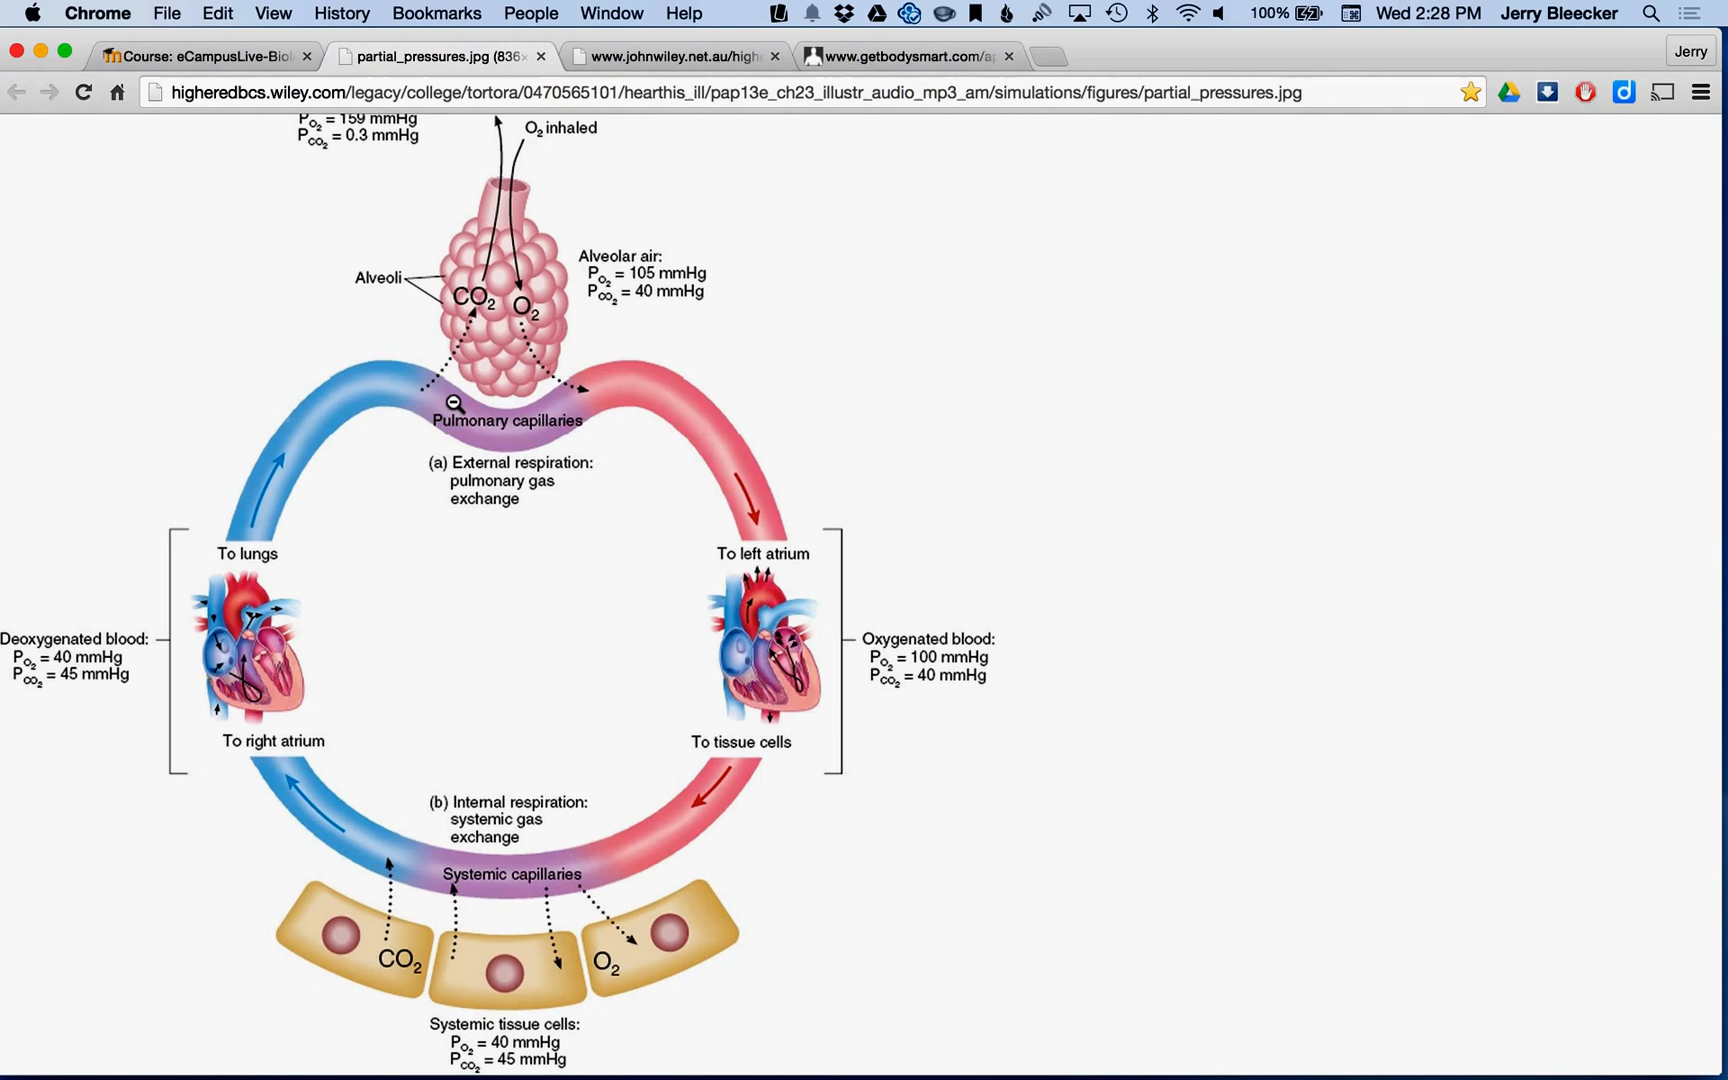 Chrome File Edit View History Bookmarks People Window Help 100% Wed 2:28 PM Jerry Bleecker
Course: eCampusLive-Biol
partial_pressures.jpg (836×
www.johnwiley.net.au/high
www.getbodysmart.com/a
Jerry
higheredbcs.wiley.com/legacy/college/tortora/0470565101/hearthis_ill/pap13e_ch23_illustr_audio_mp3_am/simulations/figures/partial_pressures.jpg
PO₂ = 159 mmHg
PCO₂ = 0.3 mmHg
O₂ inhaled
Alveolar air:
PO₂ = 105 mmHg
PCO₂ = 40 mmHg
Alveoli
CO₂
O₂
Pulmonary capillaries
(a) External respiration:
pulmonary gas
exchange
To lungs
To left atrium
Deoxygenated blood:
PO₂ = 40 mmHg
PCO₂ = 45 mmHg
Oxygenated blood:
PO₂ = 100 mmHg
PCO₂ = 40 mmHg
To right atrium
To tissue cells
(b) Internal respiration:
systemic gas
exchange
Systemic capillaries
CO₂
O₂
Systemic tissue cells:
PO₂ = 40 mmHg
PCO₂ = 45 mmHg